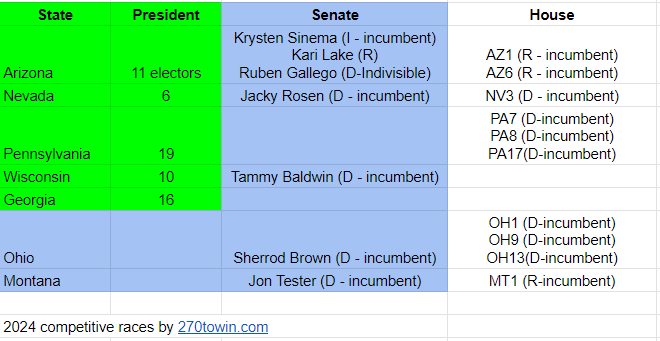 State President Senate House
Krysten Sinema (I - incumbent)
Kari Lake (R) AZ1 (R - incumbent)
Arizona 11 electors Ruben Gallego (D-Indivisible) AZ6 (R - incumbent)
Nevada 6 Jacky Rosen (D - incumbent) NV3 (D - incumbent)
PA7 (D-incumbent)
PA8 (D-incumbent)
Pennsylvania 19 PA17(D-incumbent)
Wisconsin 10 Tammy Baldwin (D - incumbent)
Georgia 16
OH1 (D-incumbent)
OH9 (D-incumbent)
Ohio Sherrod Brown (D - incumbent) OH13(D-incumbent)
Montana Jon Tester (D - incumbent) MT1 (R-incumbent)
2024 competitive races by 270towin.com